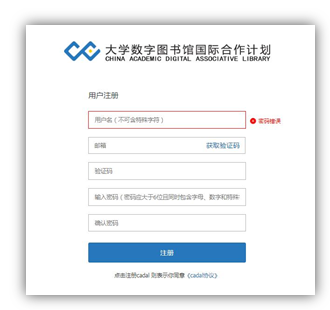 大学数字图书馆国际合作计划
CHINA ACADEMIC DIGITAL ASSOCIATIVE LIBRARY
用户注册
用户名（不可含特殊字符）
密码错误
邮箱 获取验证码
验证码
输入密码（密码应大于6位且同时包含字母、数字和特殊
确认密码
注册
点击注册cadal 则表示你同意《cadal协议》